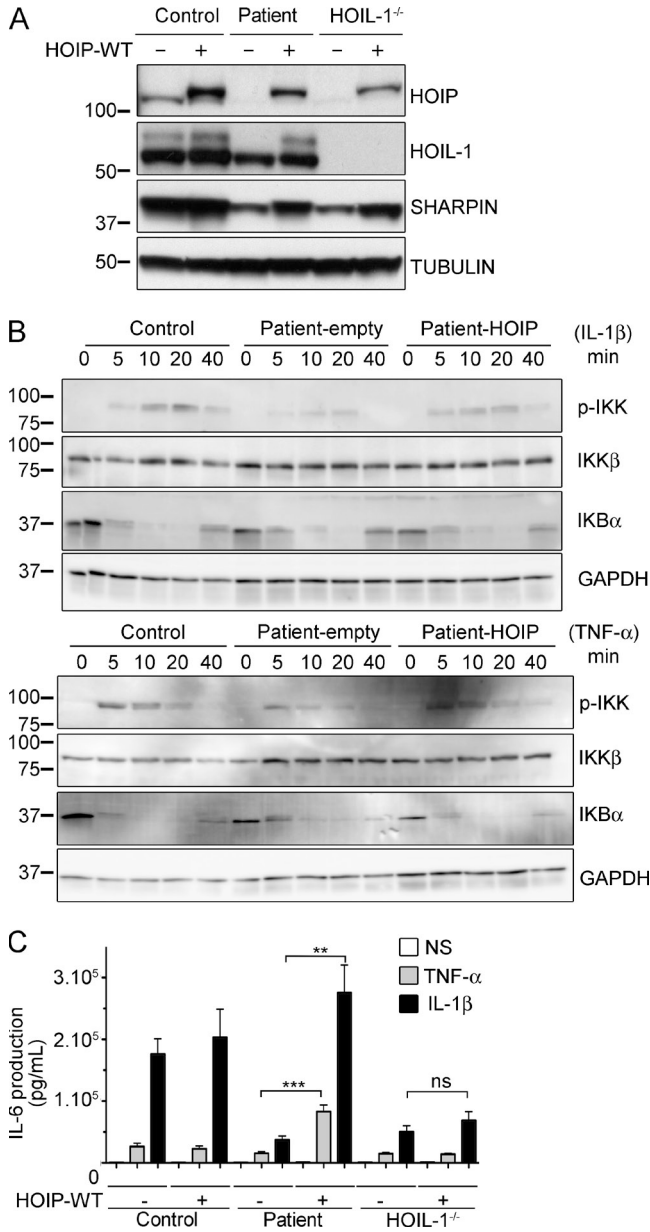 A
Control Patient HOIL-1-/-
HOIP-WT – + – + – +
100 HOIP
HOIL-1
50
SHARPIN
37
50 TUBULIN
B
Control Patient-empty Patient-HOIP (IL-1β)
0 5 10 20 40 0 5 10 20 40 0 5 10 20 40 min
100
75
p-IKK
100
75
IKKβ
37 IKBα
37 GAPDH
Control Patient-empty Patient-HOIP (TNF-α)
0 5 10 20 40 0 5 10 20 40 0 5 10 20 40 min
100
75
p-IKK
100
75
IKKβ
37 IKBα
37 GAPDH
C
NS
TNF-α
IL-1β
IL-6 production
(pg/mL)
3.10⁵
2.10⁵
1.10⁵
0
**
***
ns
HOIP-WT - + - + - +
Control Patient HOIL-1-/-